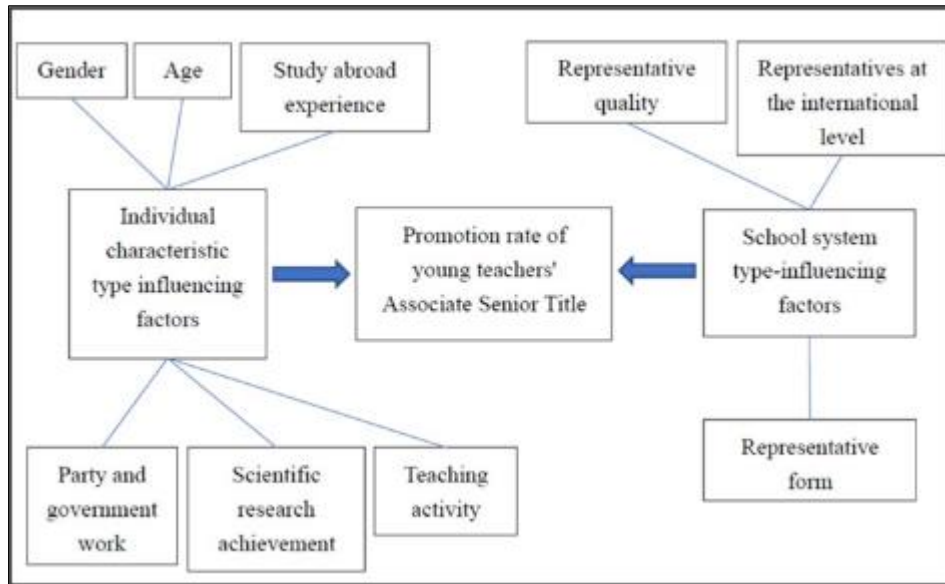 Gender
Age
Study abroad
experience
Representative
quality
Representatives at
the international
level
Individual
characteristic
type influencing
factors
Promotion rate of
young teachers'
Associate Senior Title
School system
type-influencing
factors
Party and
government
work
Scientific
research
achievement
Teaching
activity
Representative
form